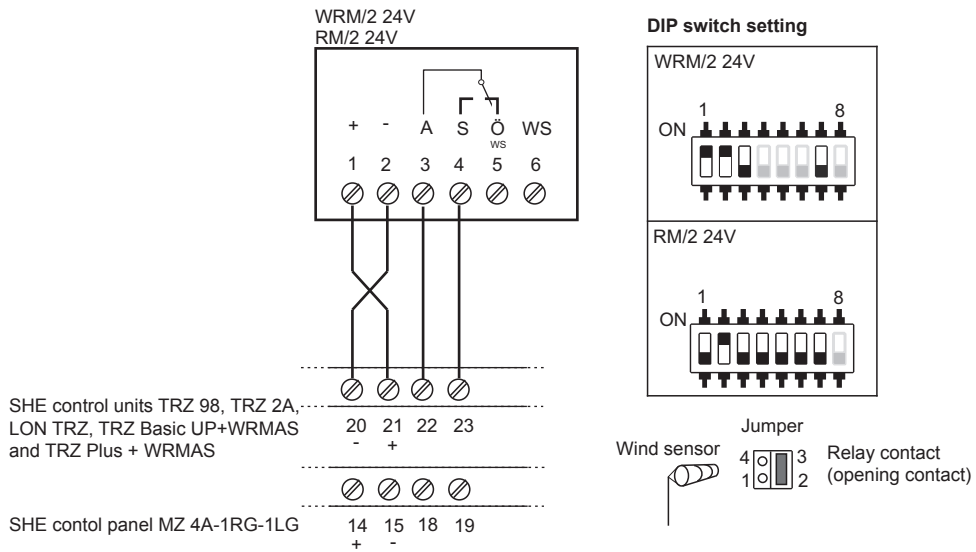 WRM/2 24V
RM/2 24V
+ - A S Ö WS
WS
1 2 3 4 5 6
SHE control units TRZ 98, TRZ 2A,
LON TRZ, TRZ Basic UP+WRMAS
and TRZ Plus + WRMAS
20 21 22 23
- +
SHE contol panel MZ 4A-1RG-1LG
14 15 18 19
+ -
DIP switch setting
WRM/2 24V
1 8
ON
RM/2 24V
1 8
ON
Jumper
Wind sensor
4 3
1 2
Relay contact
(opening contact)